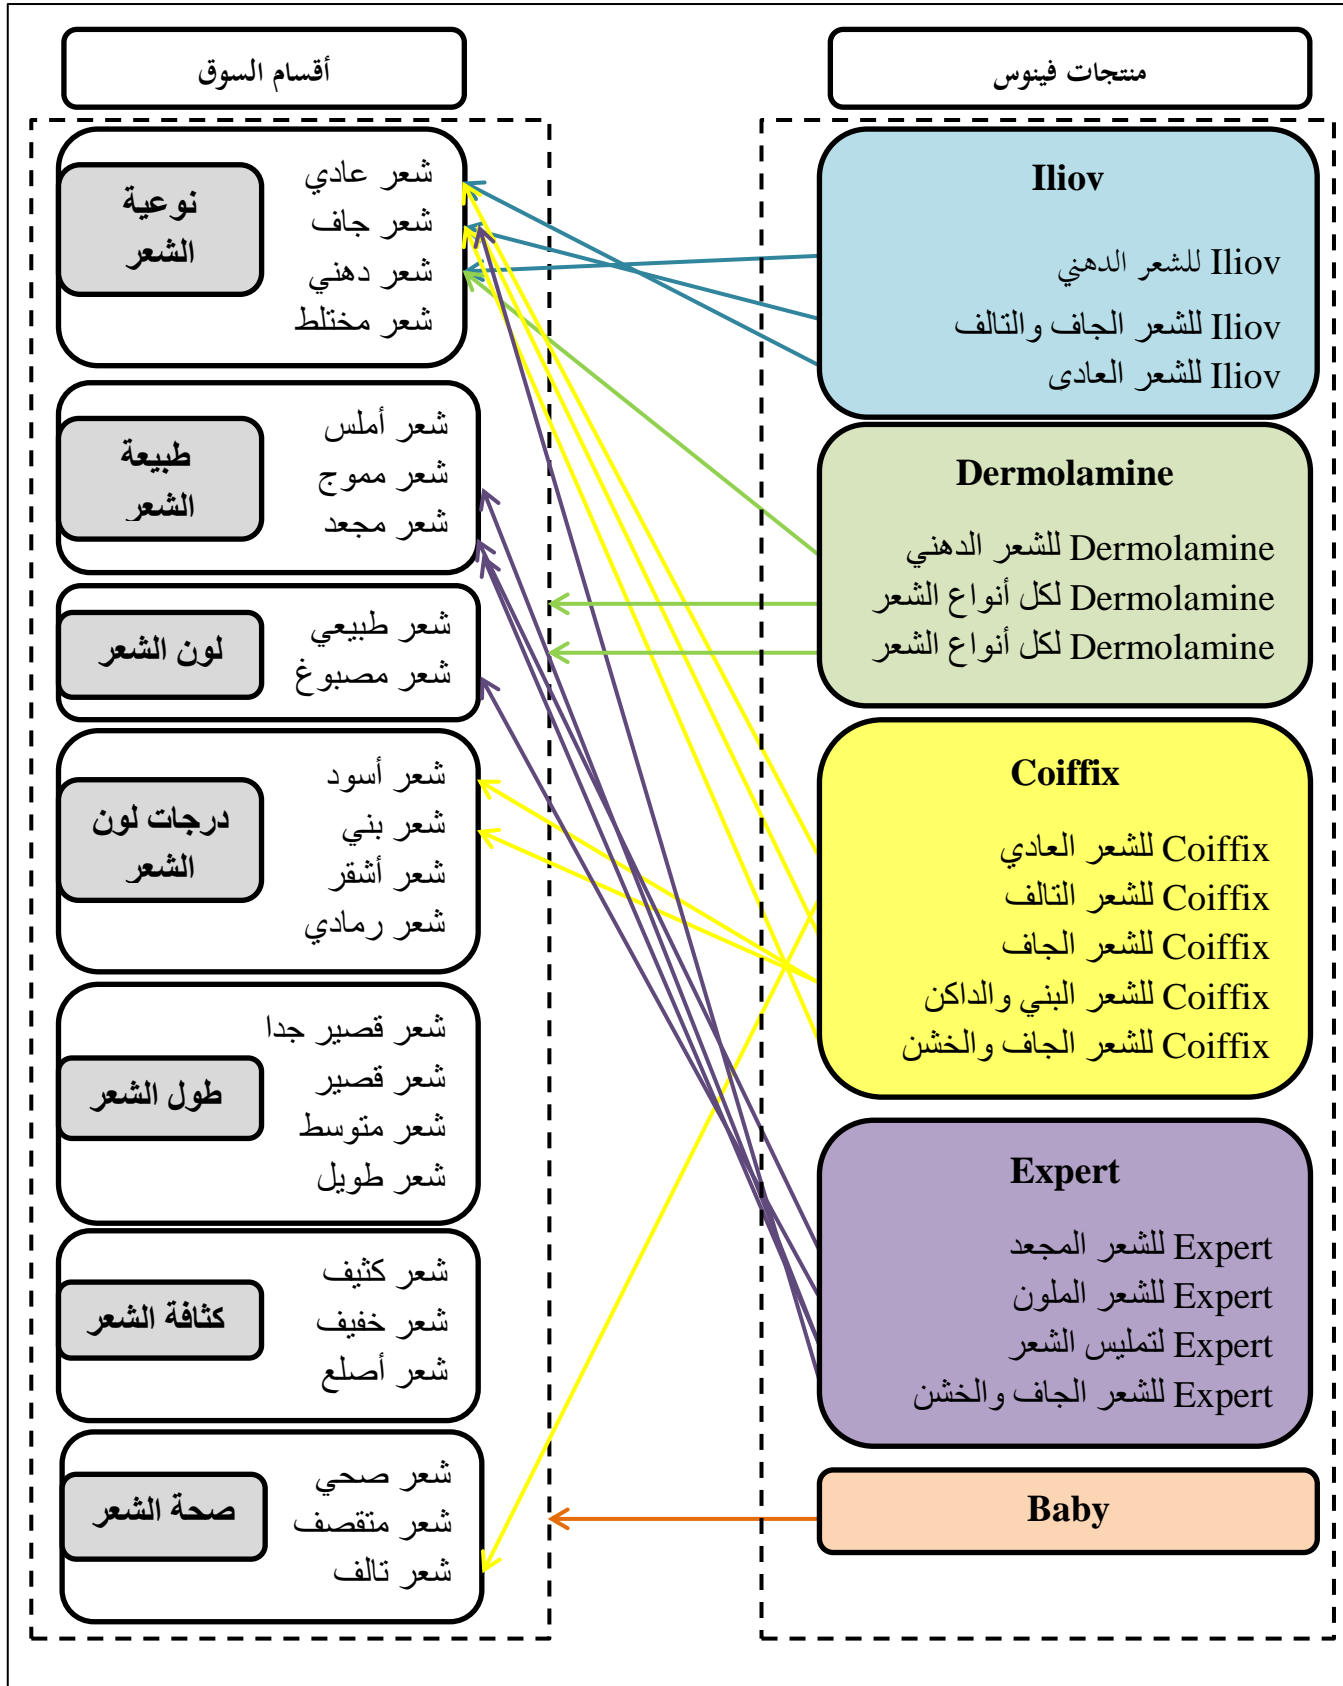 منتجات فينوس
Iliov
Iliov للشعر الدهني
Iliov للشعر الجاف والتالف
Iliov للشعر العادى
Dermolamine
Dermolamine للشعر الدهني
Dermolamine لكل أنواع الشعر
Dermolamine لكل أنواع الشعر
Coiffix
Coiffix للشعر العادي
Coiffix للشعر التالف
Coiffix للشعر الجاف
Coiffix للشعر البني والداكن
Coiffix للشعر الجاف والخشن
Expert
Expert للشعر المجعد
Expert للشعر الملون
Expert لتمليس الشعر
Expert للشعر الجاف والخشن
Baby
أقسام السوق
نوعية
الشعر
شعر عادي
شعر جاف
شعر دهني
شعر مختلط
طبيعة
الشعر
شعر أملس
شعر مموج
شعر مجعد
لون الشعر
شعر طبيعي
شعر مصبوغ
درجات لون
الشعر
شعر أسود
شعر بني
شعر أشقر
شعر رمادي
طول الشعر
شعر قصير جدا
شعر قصير
شعر متوسط
شعر طويل
كثافة الشعر
شعر كثيف
شعر خفيف
شعر أصلع
صحة الشعر
شعر صحي
شعر متقصف
شعر تالف